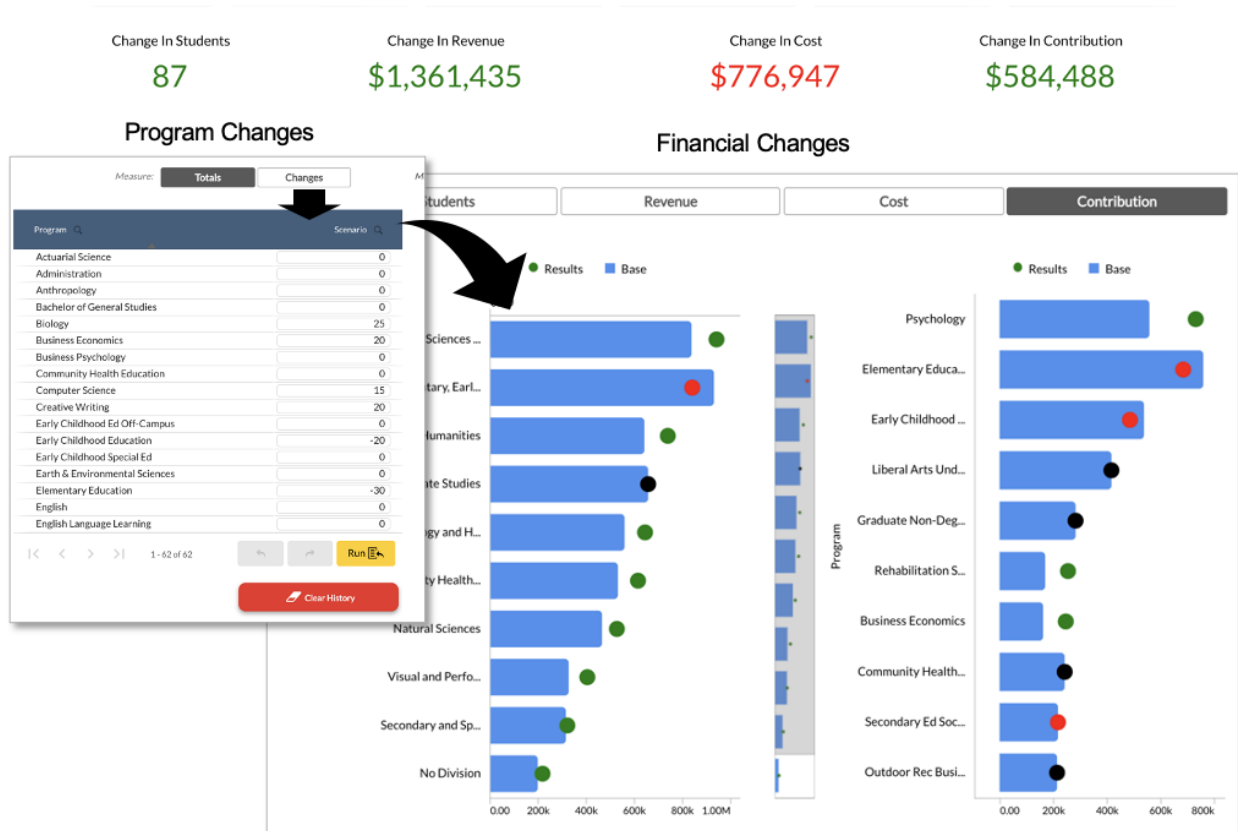 Change In Students
87
Change In Revenue
$1,361,435
Change In Cost
$776,947
Change In Contribution
$584,488
Program Changes
Financial Changes
Measure: Totals Changes
Program Scenario
Actuarial Science 0
Administration 0
Anthropology 0
Bachelor of General Studies 0
Biology 25
Business Economics 20
Business Psychology 0
Community Health Education 0
Computer Science 15
Creative Writing 20
Early Childhood Ed Off-Campus 0
Early Childhood Education -20
Early Childhood Special Ed 0
Earth & Environmental Sciences 0
Elementary Education -30
English 0
English Language Learning 0
1 - 62 of 62
Run
Clear History
M
tudents Revenue Cost Contribution
Results Base
Sciences ...
tary, Earl...
Humanities
te Studies
gy and H...
ty Health...
Natural Sciences
Visual and Perfo...
Secondary and Sp...
No Division
0.00 200k 400k 600k 800k 1.00M
Results Base
Program
Psychology
Elementary Educa...
Early Childhood ...
Liberal Arts Und...
Graduate Non-Deg...
Rehabilitation S...
Business Economics
Community Health...
Secondary Ed Soc...
Outdoor Rec Busi...
0.00 200k 400k 600k 800k